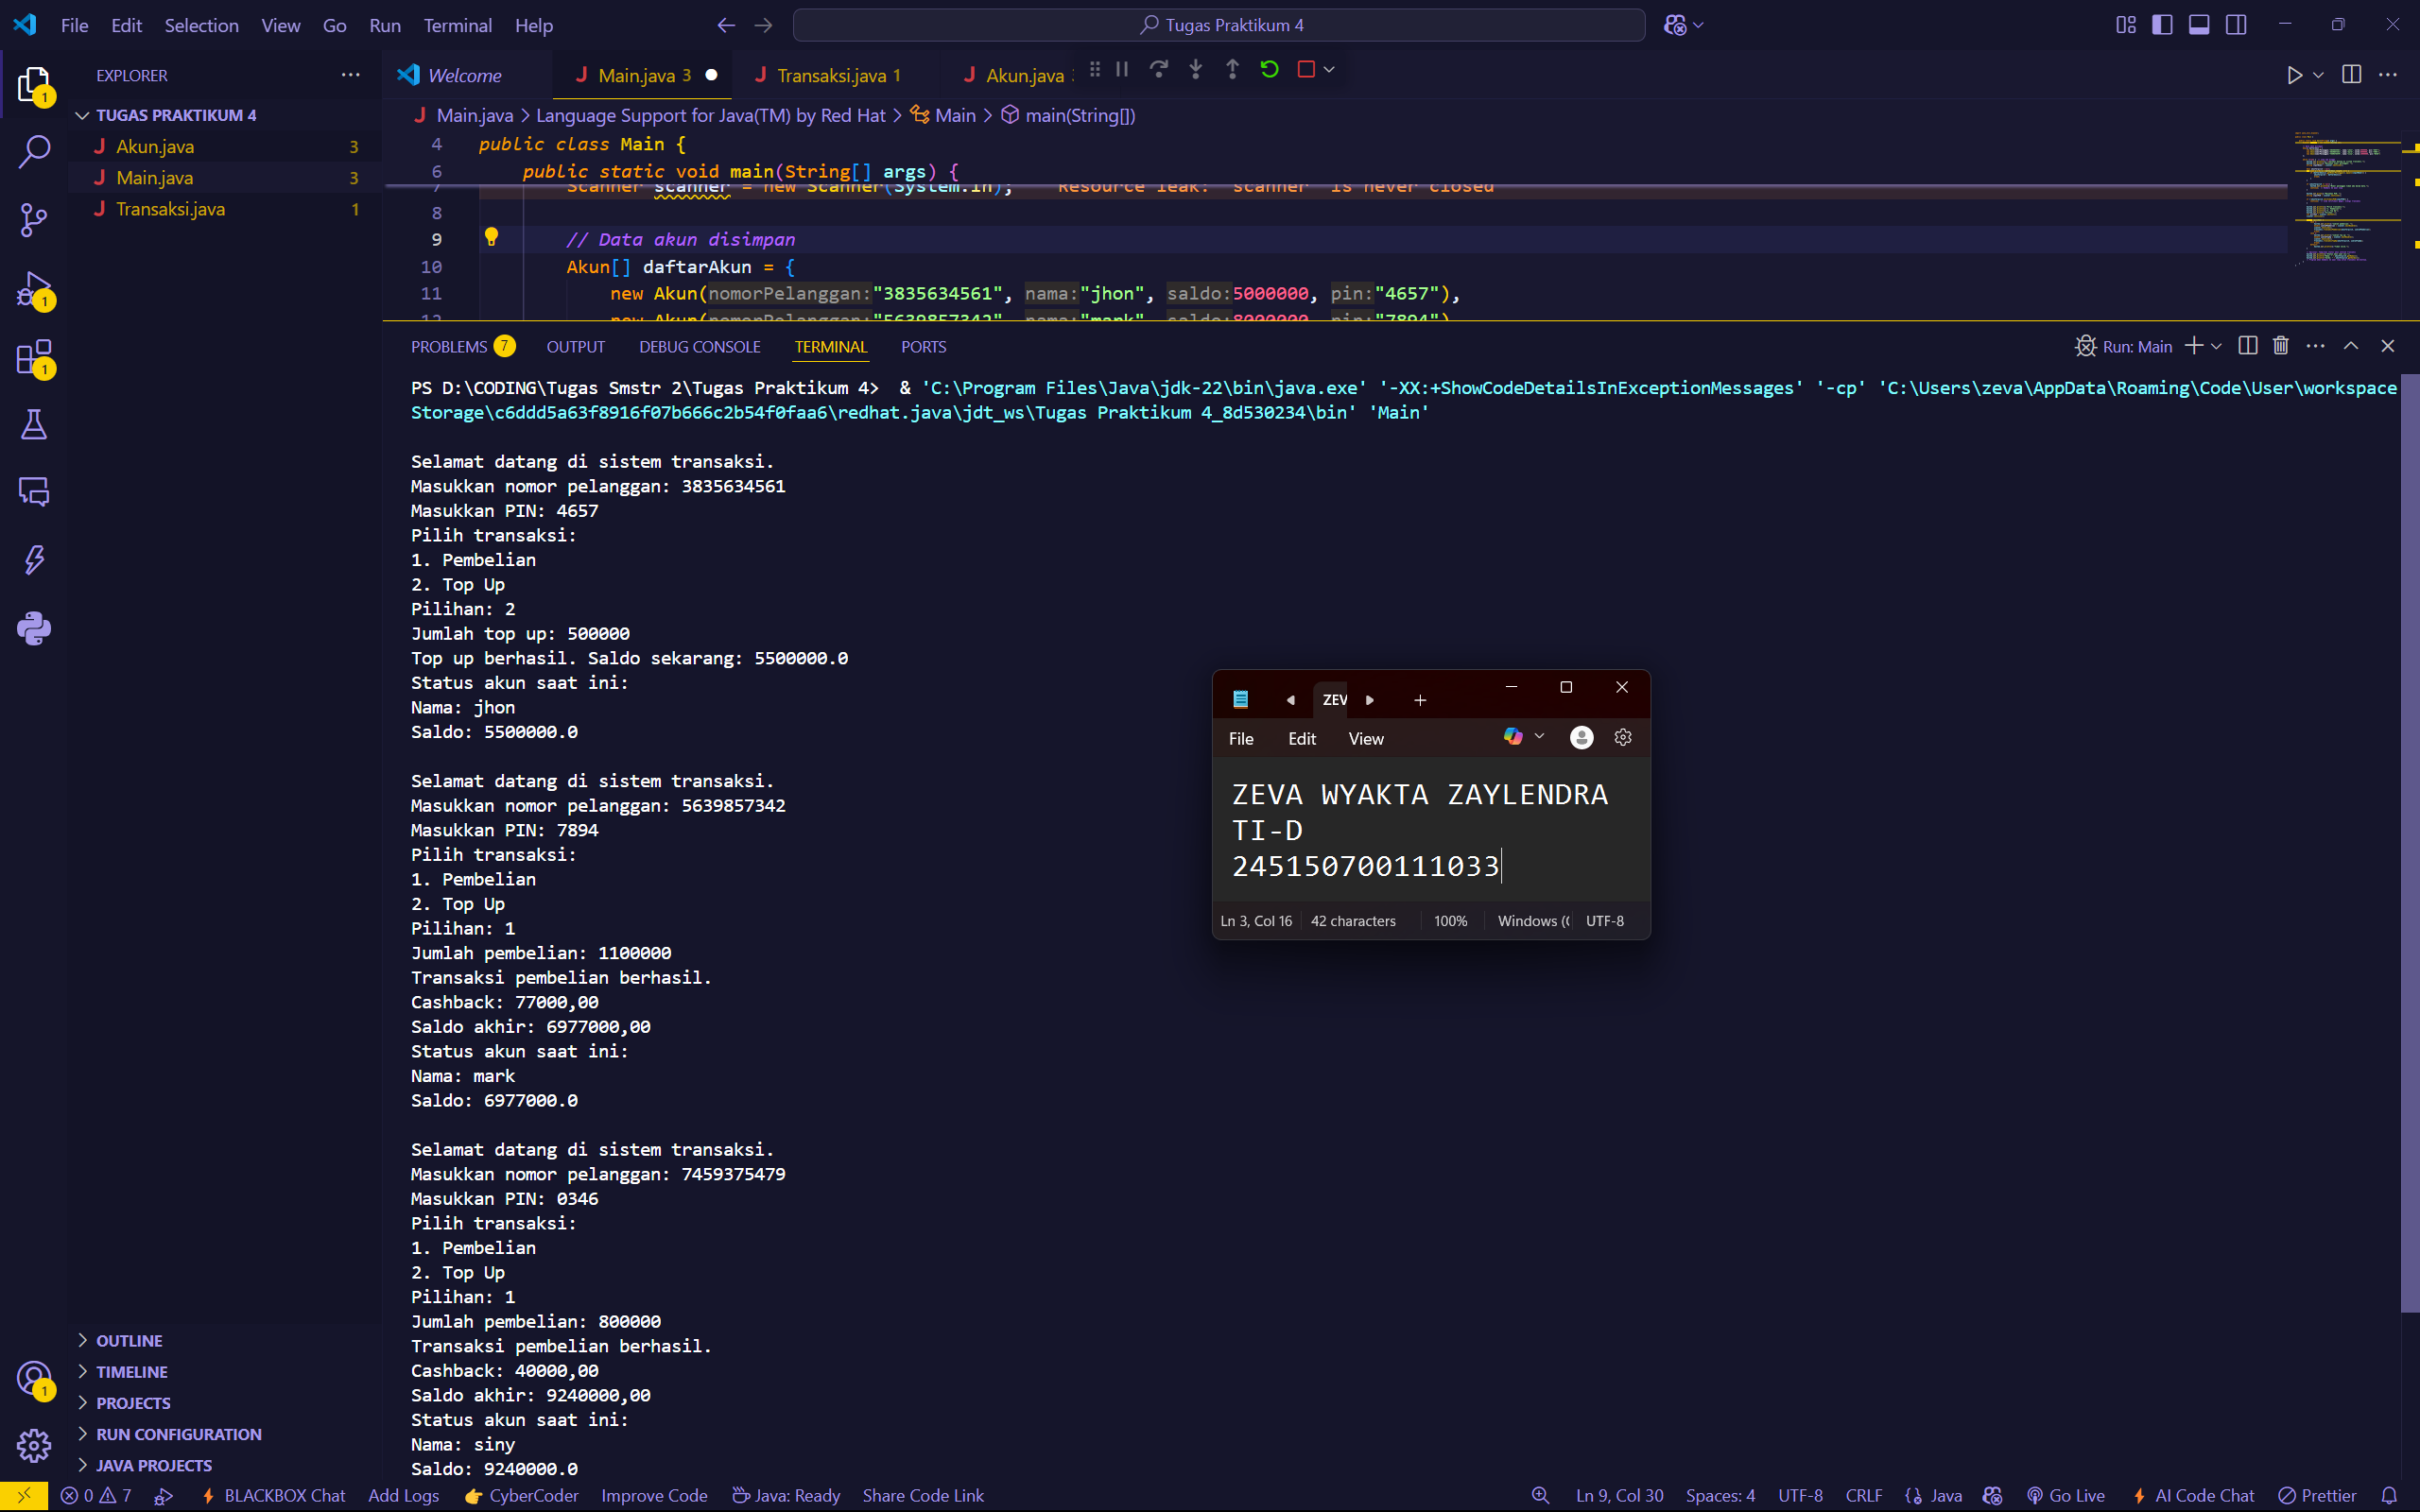 File Edit Selection View Go Run Terminal Help
Tugas Praktikum 4
EXPLORER
Welcome
Main.java 3
Transaksi.java 1
Akun.java
TUGAS PRAKTIKUM 4
Akun.java 3
Main.java 3
Transaksi.java 1
Main.java > Language Support for Java(TM) by Red Hat > Main > main(String[])
4 public class Main {
6 public static void main(String[] args) {
7 Scanner scanner = new Scanner(System.in); Resource leak: 'scanner' is never closed
8
9 // Data akun disimpan
10 Akun[] daftarAkun = {
11 new Akun(nomorPelanggan:"3835634561", nama:"jhon", saldo:5000000, pin:"4657"),
12 new Akun(nomorPelanggan:"5639857342", nama:"mark", saldo:8000000, pin:"7894")
PROBLEMS 7 OUTPUT DEBUG CONSOLE TERMINAL PORTS
Run: Main
PS D:\CODING\Tugas Smstr 2\Tugas Praktikum 4> & 'C:\Program Files\Java\jdk-22\bin\java.exe' '-XX:+ShowCodeDetailsInExceptionMessages' '-cp' 'C:\Users\zeva\AppData\Roaming\Code\User\workspace
Storage\c6ddd5a63f8916f07b666c2b54f0faa6\redhat.java\jdt_ws\Tugas Praktikum 4_8d530234\bin' 'Main'
Selamat datang di sistem transaksi.
Masukkan nomor pelanggan: 3835634561
Masukkan PIN: 4657
Pilih transaksi:
1. Pembelian
2. Top Up
Pilihan: 2
Jumlah top up: 500000
Top up berhasil. Saldo sekarang: 5500000.0
Status akun saat ini:
Nama: jhon
Saldo: 5500000.0
Selamat datang di sistem transaksi.
Masukkan nomor pelanggan: 5639857342
Masukkan PIN: 7894
Pilih transaksi:
1. Pembelian
2. Top Up
Pilihan: 1
Jumlah pembelian: 1100000
Transaksi pembelian berhasil.
Cashback: 77000,00
Saldo akhir: 6977000,00
Status akun saat ini:
Nama: mark
Saldo: 6977000.0
Selamat datang di sistem transaksi.
Masukkan nomor pelanggan: 7459375479
Masukkan PIN: 0346
Pilih transaksi:
1. Pembelian
2. Top Up
Pilihan: 1
Jumlah pembelian: 800000
Transaksi pembelian berhasil.
Cashback: 40000,00
Saldo akhir: 9240000,00
Status akun saat ini:
Nama: siny
Saldo: 9240000.0
ZEV
File Edit View
ZEVA WYAKTA ZAYLENDRA
TI-D
245150700111033
Ln 3, Col 16 42 characters 100% Windows (C UTF-8
OUTLINE
TIMELINE
PROJECTS
RUN CONFIGURATION
JAVA PROJECTS
0 7 BLACKBOX Chat Add Logs CyberCoder Improve Code Java: Ready Share Code Link
Ln 9, Col 30 Spaces: 4 UTF-8 CRLF {} Java Go Live AI Code Chat Prettier